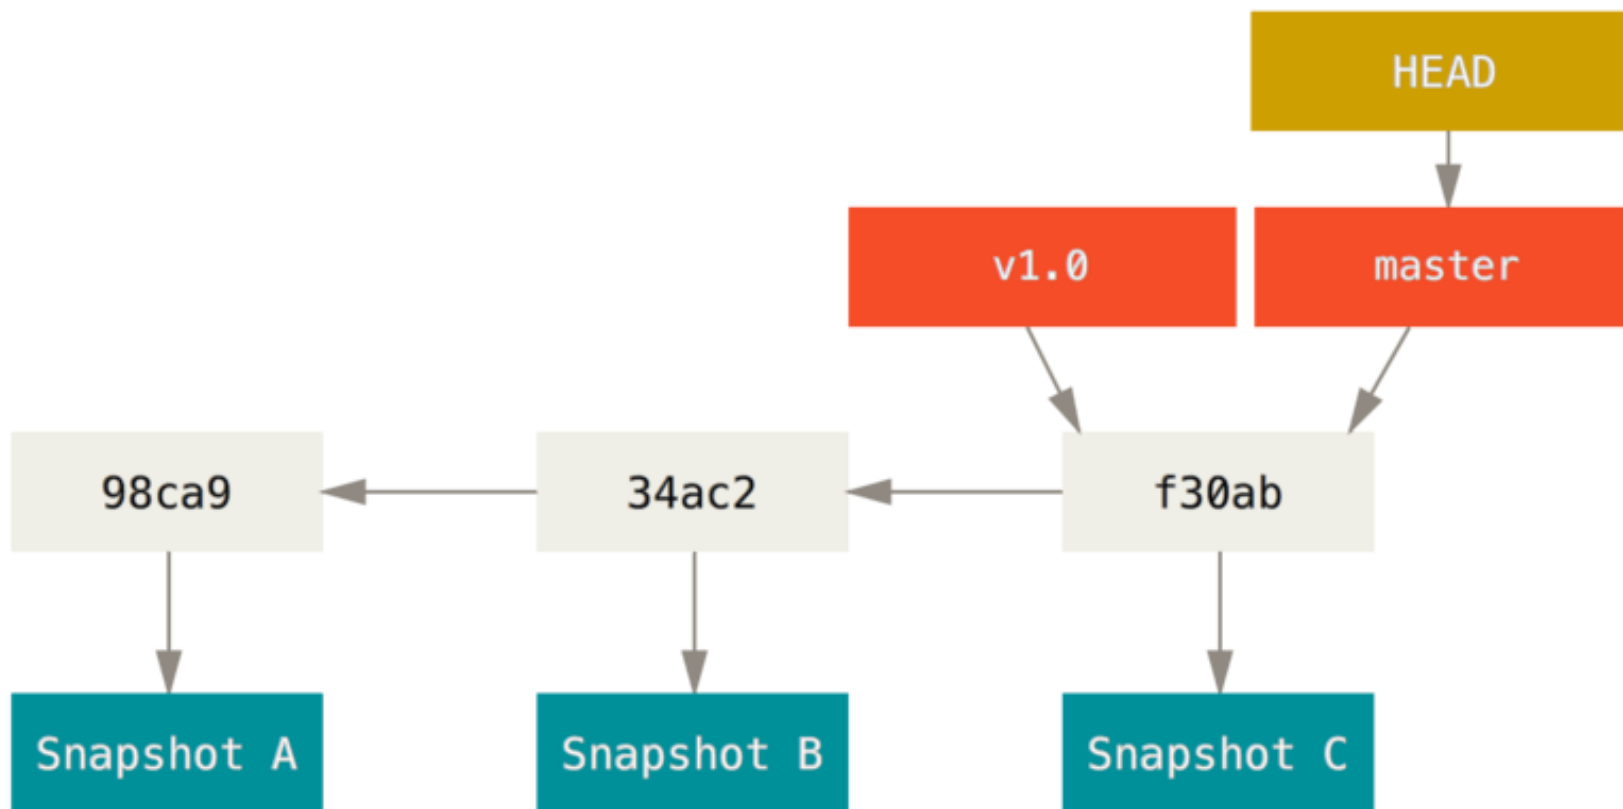 HEAD
v1.0
master
98ca9
34ac2
f30ab
Snapshot A
Snapshot B
Snapshot C